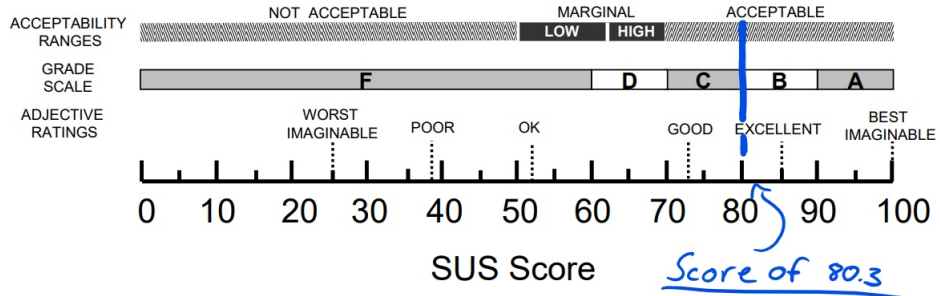 ACCEPTABILITY RANGES
NOT ACCEPTABLE MARGINAL ACCEPTABLE
LOW HIGH
GRADE SCALE
F D C B A
ADJECTIVE RATINGS
WORST IMAGINABLE POOR OK GOOD EXCELLENT BEST IMAGINABLE
0 10 20 30 40 50 60 70 80 90 100
SUS Score
Score of 80.3